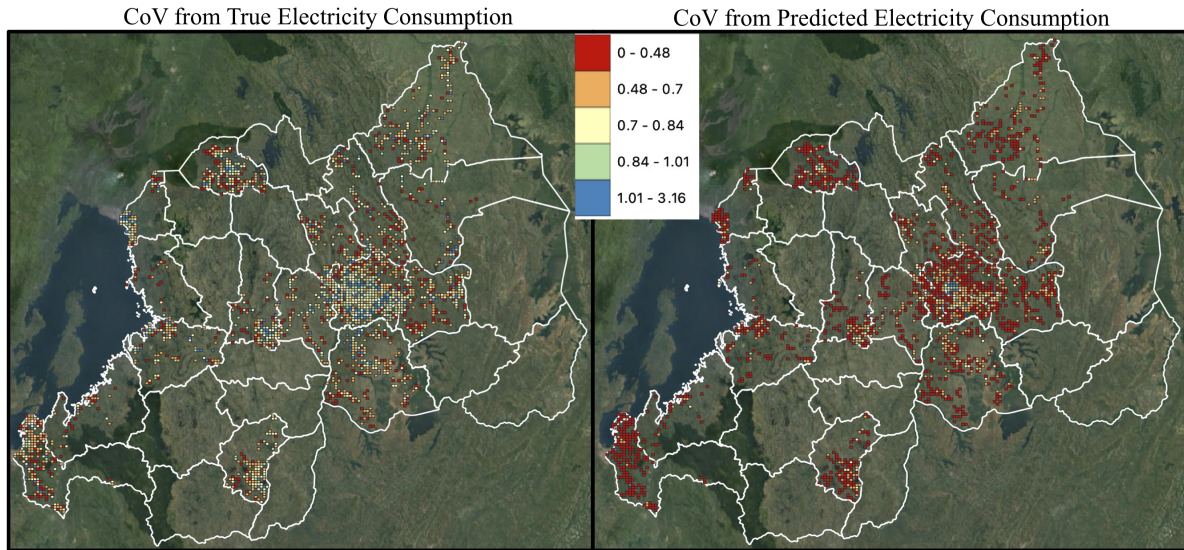 CoV from True Electricity Consumption
CoV from Predicted Electricity Consumption
0 - 0.48
0.48 - 0.7
0.7 - 0.84
0.84 - 1.01
1.01 - 3.16